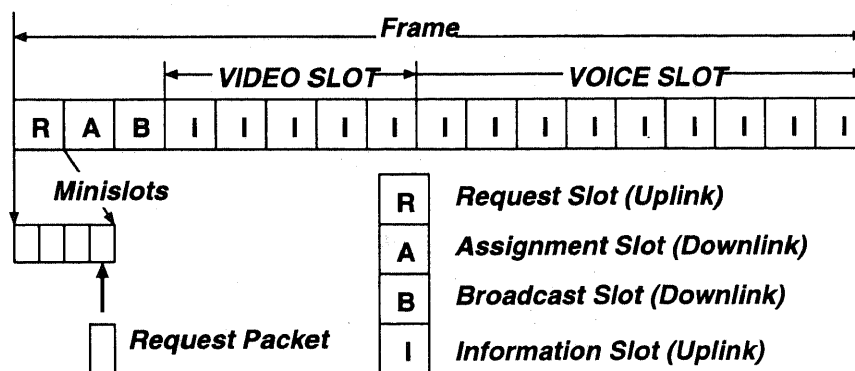 Frame
VIDEO SLOT VOICE SLOT
R A B I I I I I I I I I I I I I I
Minislots
R Request Slot (Uplink)
A Assignment Slot (Downlink)
B Broadcast Slot (Downlink)
Request Packet
I Information Slot (Uplink)